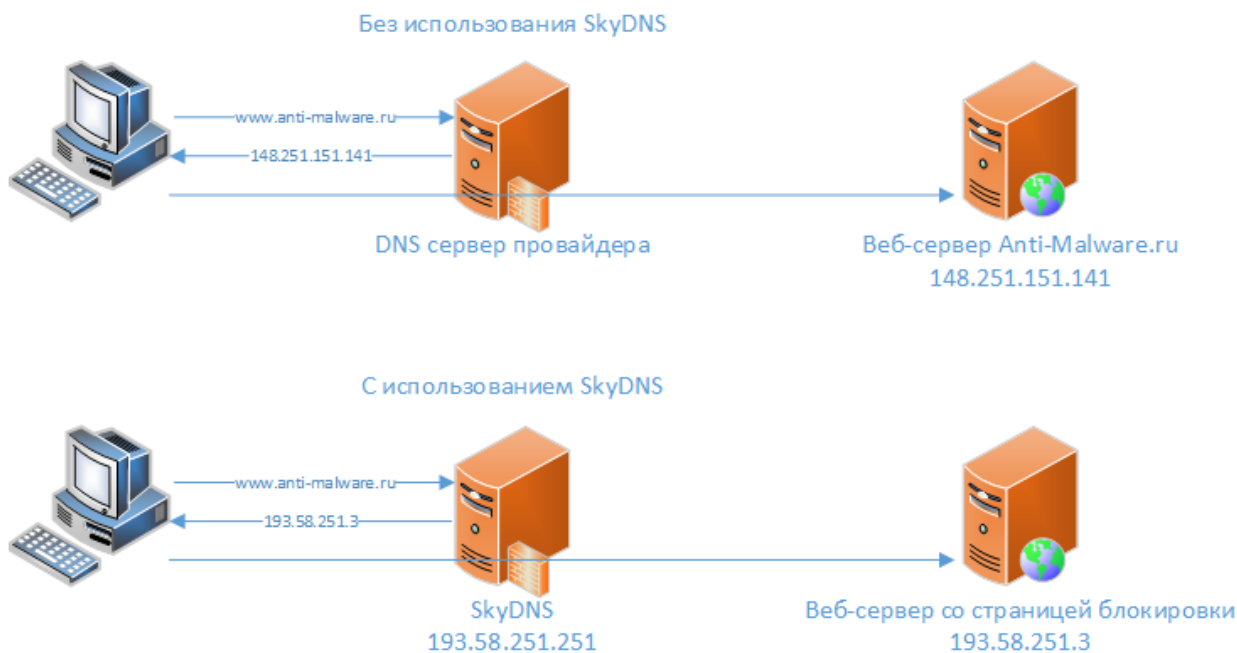 Без использования SkyDNS
www.anti-malware.ru
148.251.151.141
DNS сервер провайдера
Веб-сервер Anti-Malware.ru
148.251.151.141
С использованием SkyDNS
www.anti-malware.ru
193.58.251.3
SkyDNS
193.58.251.251
Веб-сервер со страницей блокировки
193.58.251.3